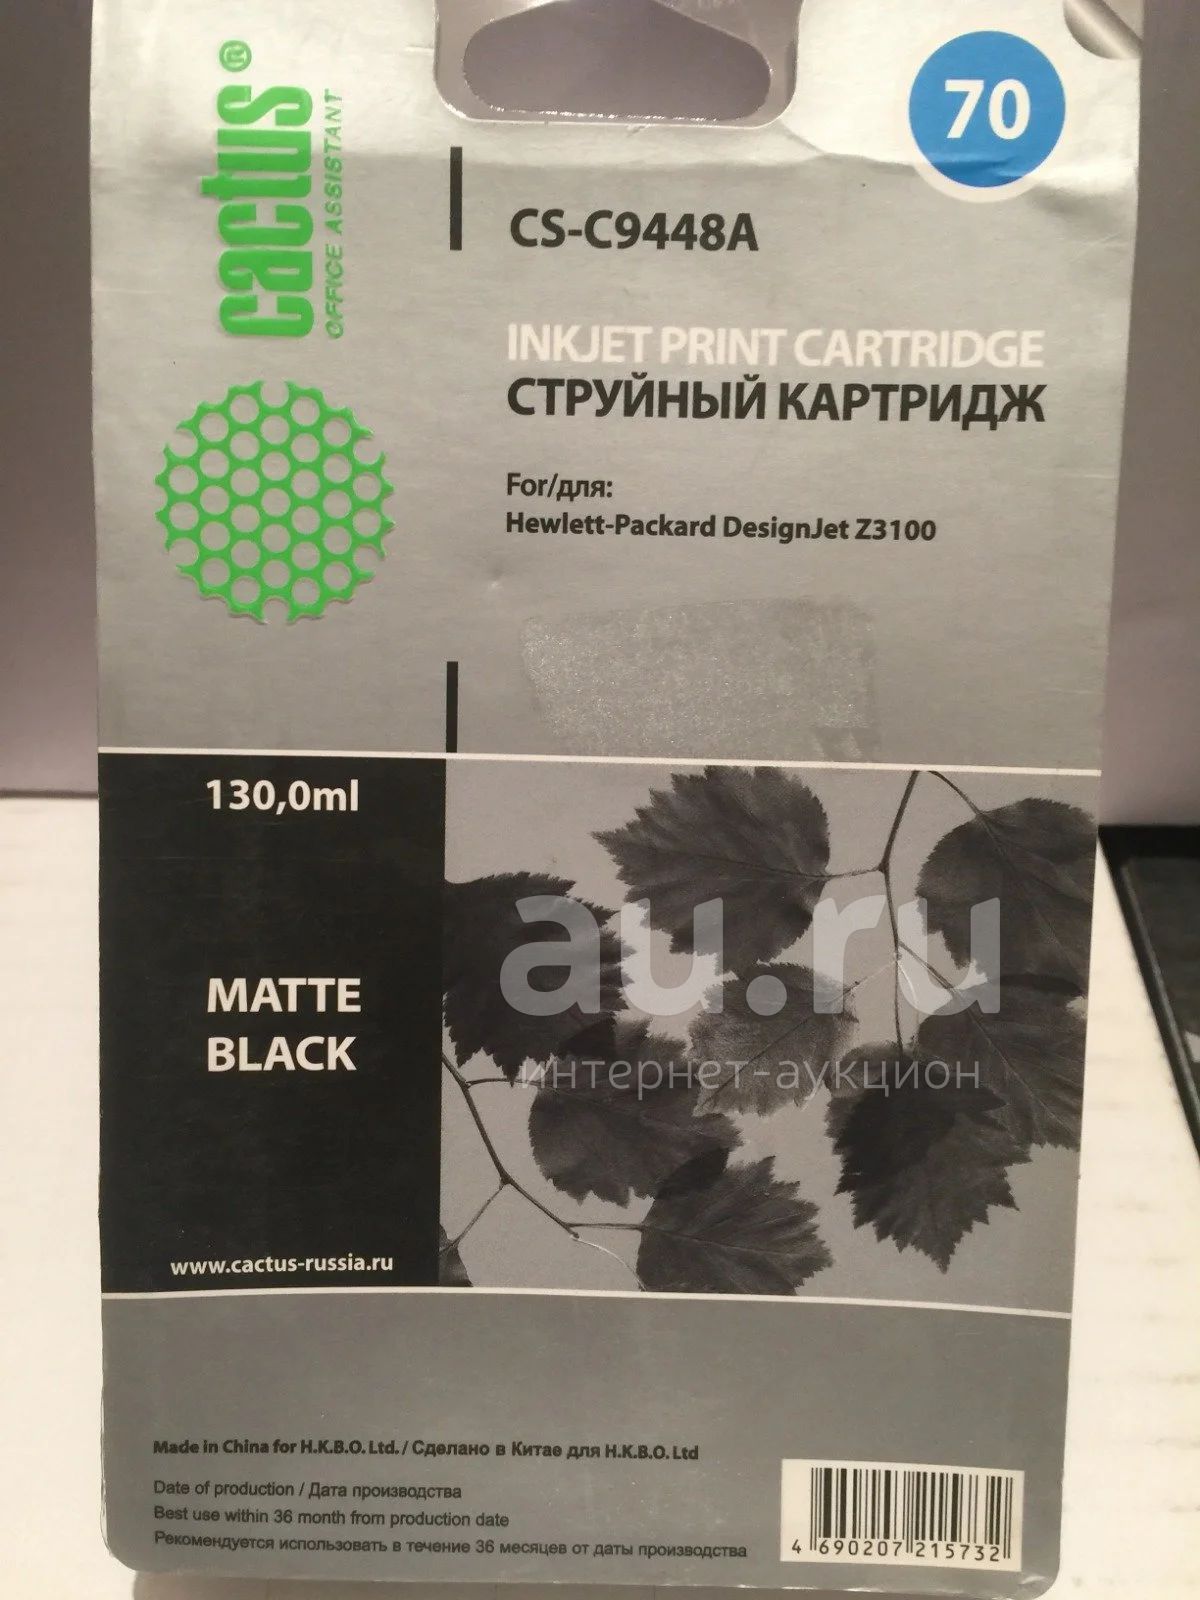 cactus®
OFFICE ASSISTANT
70
CS-C9448A
INKJET PRINT CARTRIDGE
СТРУЙНЫЙ КАРТРИДЖ
For/для:
Hewlett-Packard DesignJet Z3100
130,0ml
MATTE
BLACK
www.cactus-russia.ru
au.ru
интернет-аукцион
Made in China for H.K.B.O. Ltd. / Сделано в Китае для H.K.B.O. Ltd
Date of production / Дата производства
Best use within 36 month from production date
Рекомендуется использовать в течение 36 месяцев от даты производства
4 690207 215732